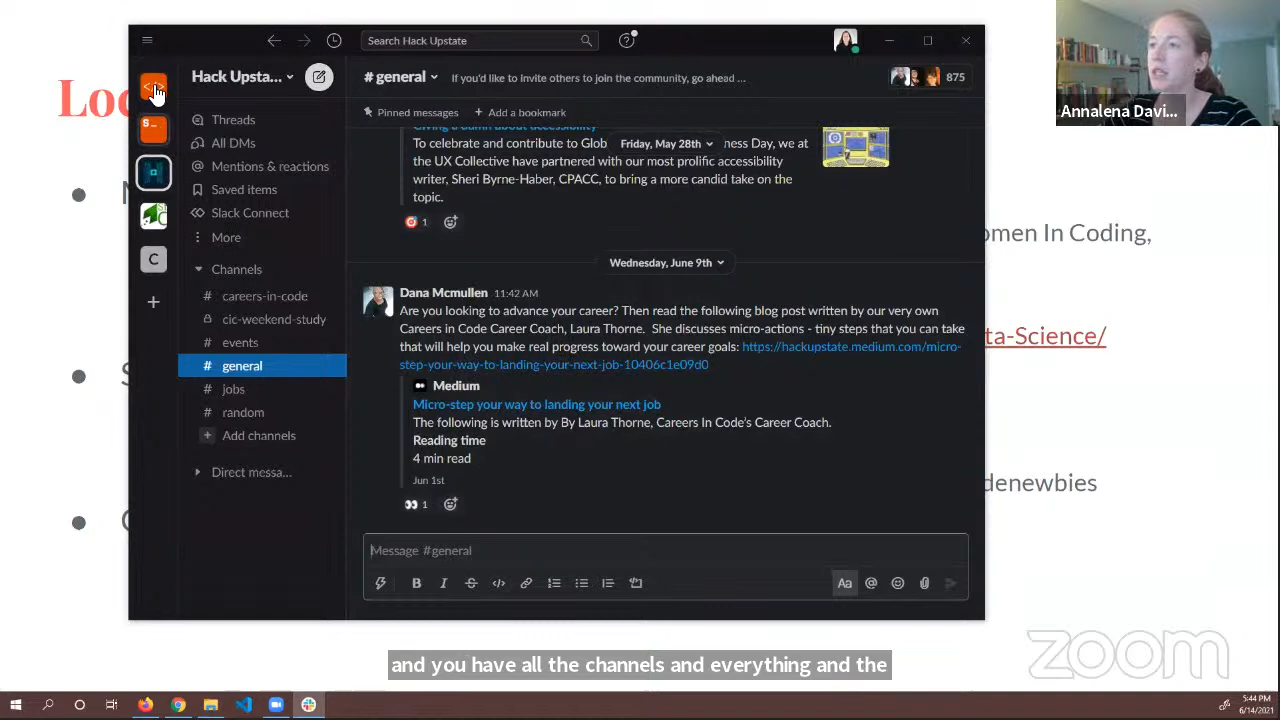 Search Hack Upstate
Hack Upsta...
# general
If you'd like to invite others to join the community, go ahead ...
875
Annalena Davi...
Pinned messages
+ Add a bookmark
Threads
All DMs
Mentions & reactions
Saved items
Slack Connect
More
Channels
# careers-in-code
cic-weekend-study
# events
# general
# jobs
# random
+ Add channels
Direct messa...
C
+
Giving a damn about accessibility
To celebrate and contribute to Glob
Friday, May 28th
ness Day, we at
the UX Collective have partnered with our most prolific accessibility
writer, Sheri Byrne-Haber, CPACC, to bring a more candid take on the
topic.
1
Wednesday, June 9th
Dana Mcmullen 11:42 AM
Are you looking to advance your career? Then read the following blog post written by our very own
Careers in Code Career Coach, Laura Thorne. She discusses micro-actions - tiny steps that you can take
that will help you make real progress toward your career goals: https://hackupstate.medium.com/micro-
step-your-way-to-landing-your-next-job-10406c1e09d0
Medium
Micro-step your way to landing your next job
The following is written by By Laura Thorne, Careers In Code's Career Coach.
Reading time
4 min read
Jun 1st
1
Message #general
B I S </> Aa @
omen In Coding,
ta-Science/
denewbies
Loc
zoom
and you have all the channels and everything and the
5:44 PM
6/14/2021